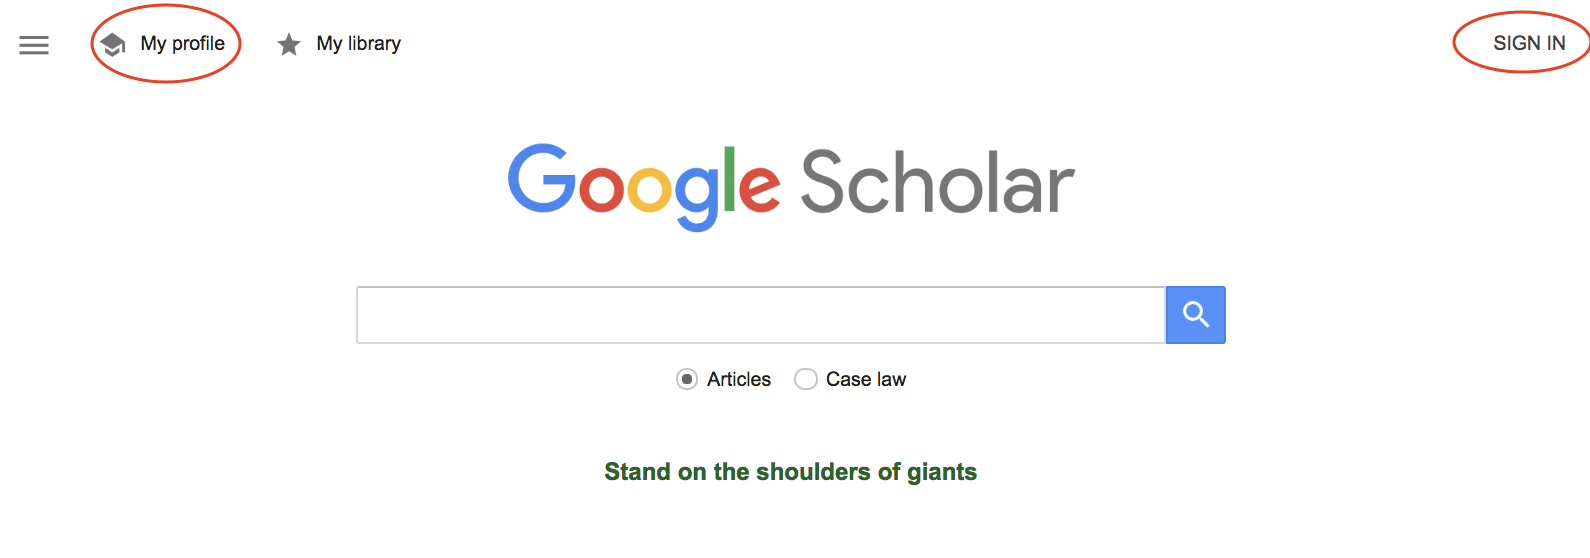 My profile My library SIGN IN
Google Scholar
Articles Case law
Stand on the shoulders of giants